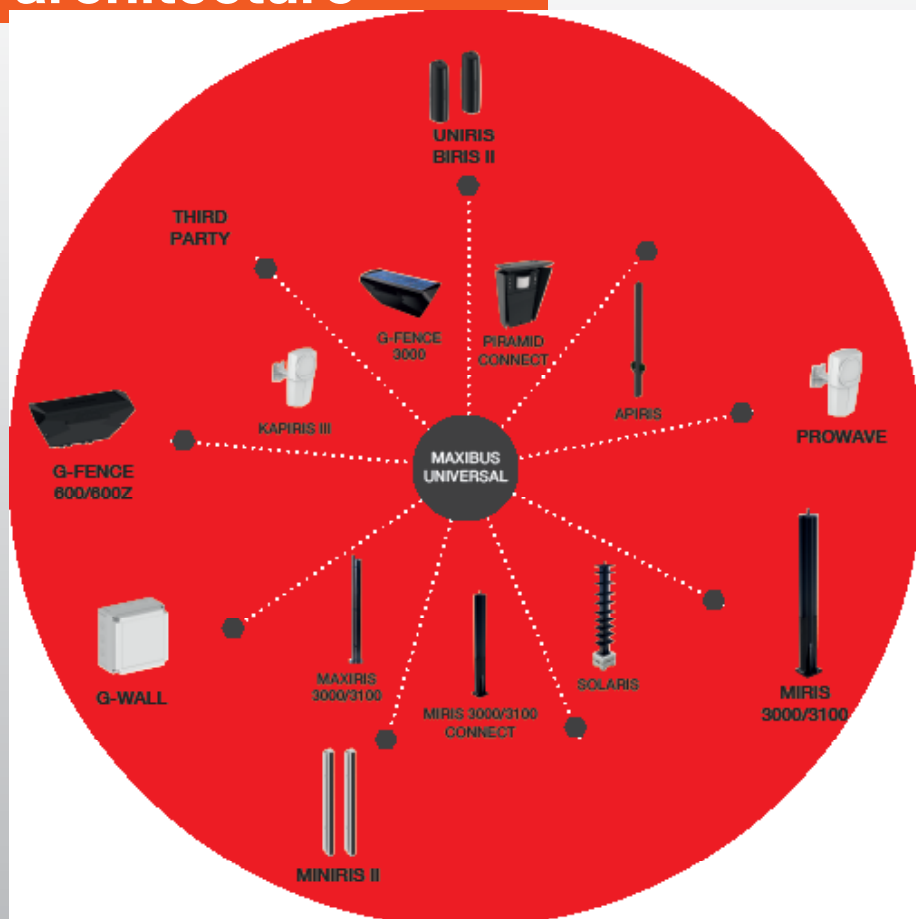 architecture
UNIRIS
BIRIS II
THIRD
PARTY
G-FENCE
3000
PIRAMID
CONNECT
KAPIRIS III
APIRIS
PROWAVE
MAXIBUS
UNIVERSAL
G-FENCE
600/600Z
G-WALL
MAXIRIS
3000/3100
MIRIS 3000/3100
CONNECT
SOLARIS
MIRIS
3000/3100
MINIRIS II